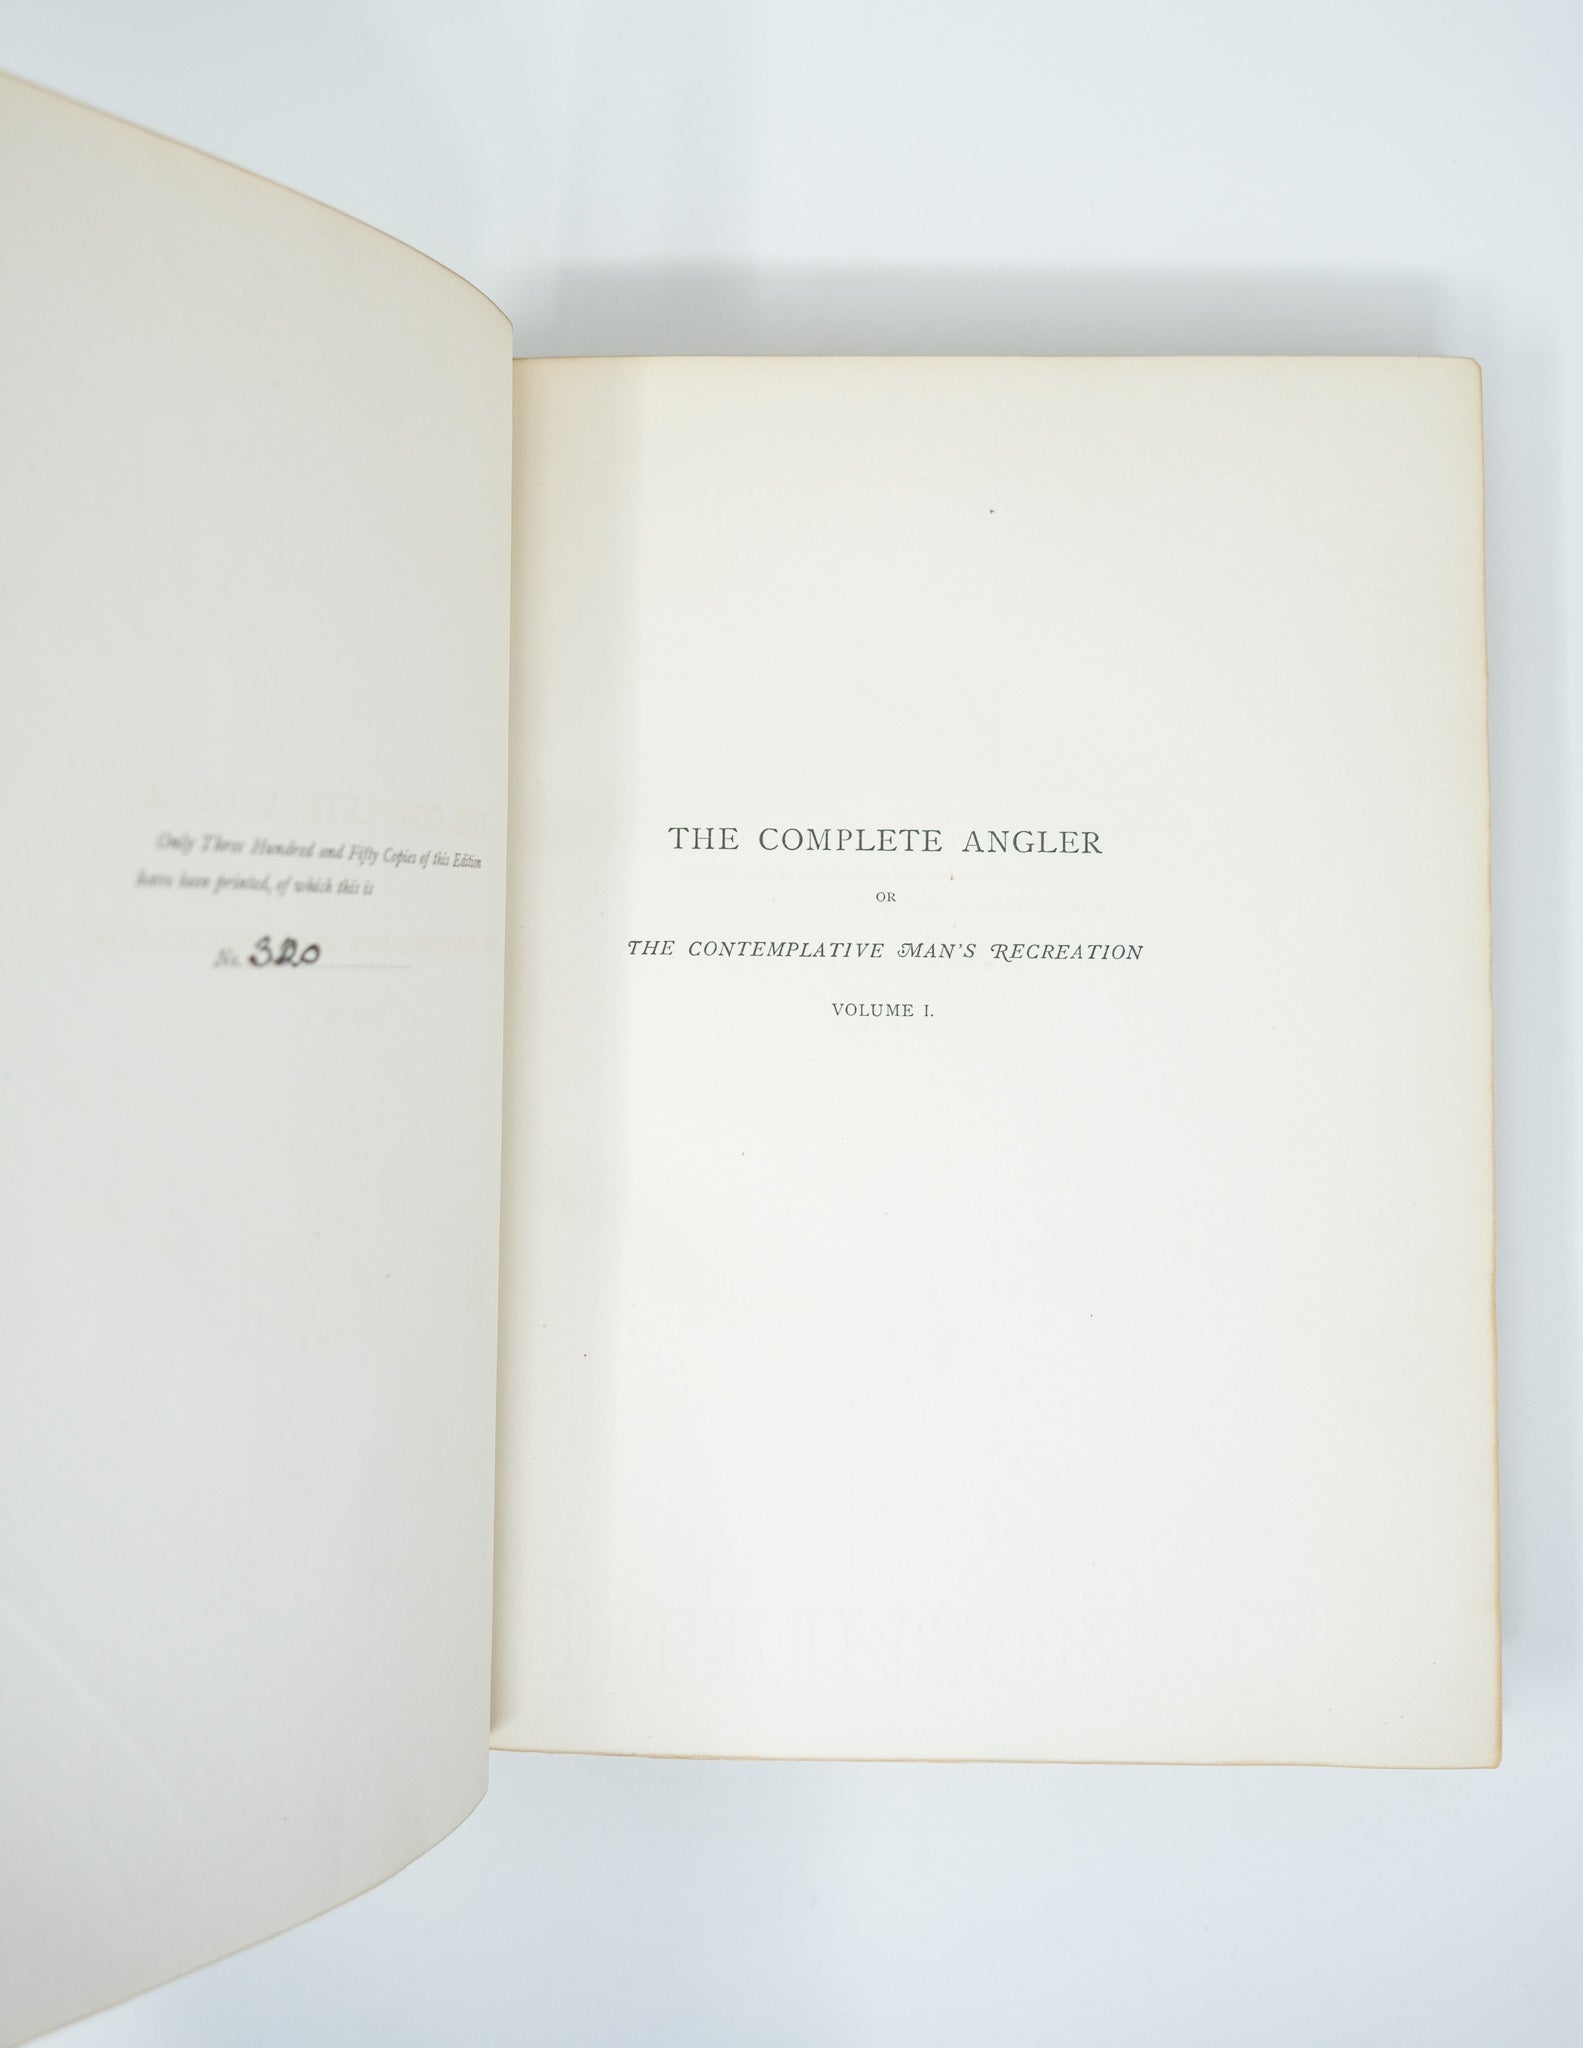 Only Three Hundred and Fifty Copies of this Edition
have been printed, of which this is
No. 320
THE COMPLETE ANGLER
OR
THE CONTEMPLATIVE MAN'S RECREATION
VOLUME I.